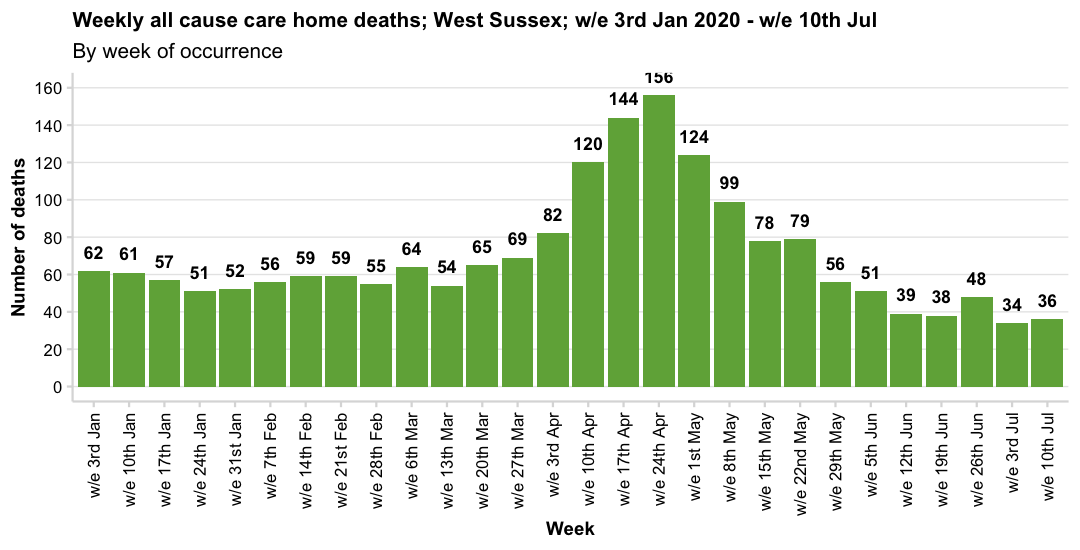 Weekly all cause care home deaths; West Sussex; w/e 3rd Jan 2020 - w/e 10th Jul
By week of occurrence
Number of deaths
160
140
120
100
80
60
40
20
0
62
61
57
51
52
56
59
59
55
64
54
65
69
82
120
144
156
124
99
78
79
56
51
39
38
48
34
36
w/e 3rd Jan
w/e 10th Jan
w/e 17th Jan
w/e 24th Jan
w/e 31st Jan
w/e 7th Feb
w/e 14th Feb
w/e 21st Feb
w/e 28th Feb
w/e 6th Mar
w/e 13th Mar
w/e 20th Mar
w/e 27th Mar
w/e 3rd Apr
w/e 10th Apr
w/e 17th Apr
w/e 24th Apr
w/e 1st May
w/e 8th May
w/e 15th May
w/e 22nd May
w/e 29th May
w/e 5th Jun
w/e 12th Jun
w/e 19th Jun
w/e 26th Jun
w/e 3rd Jul
w/e 10th Jul
Week